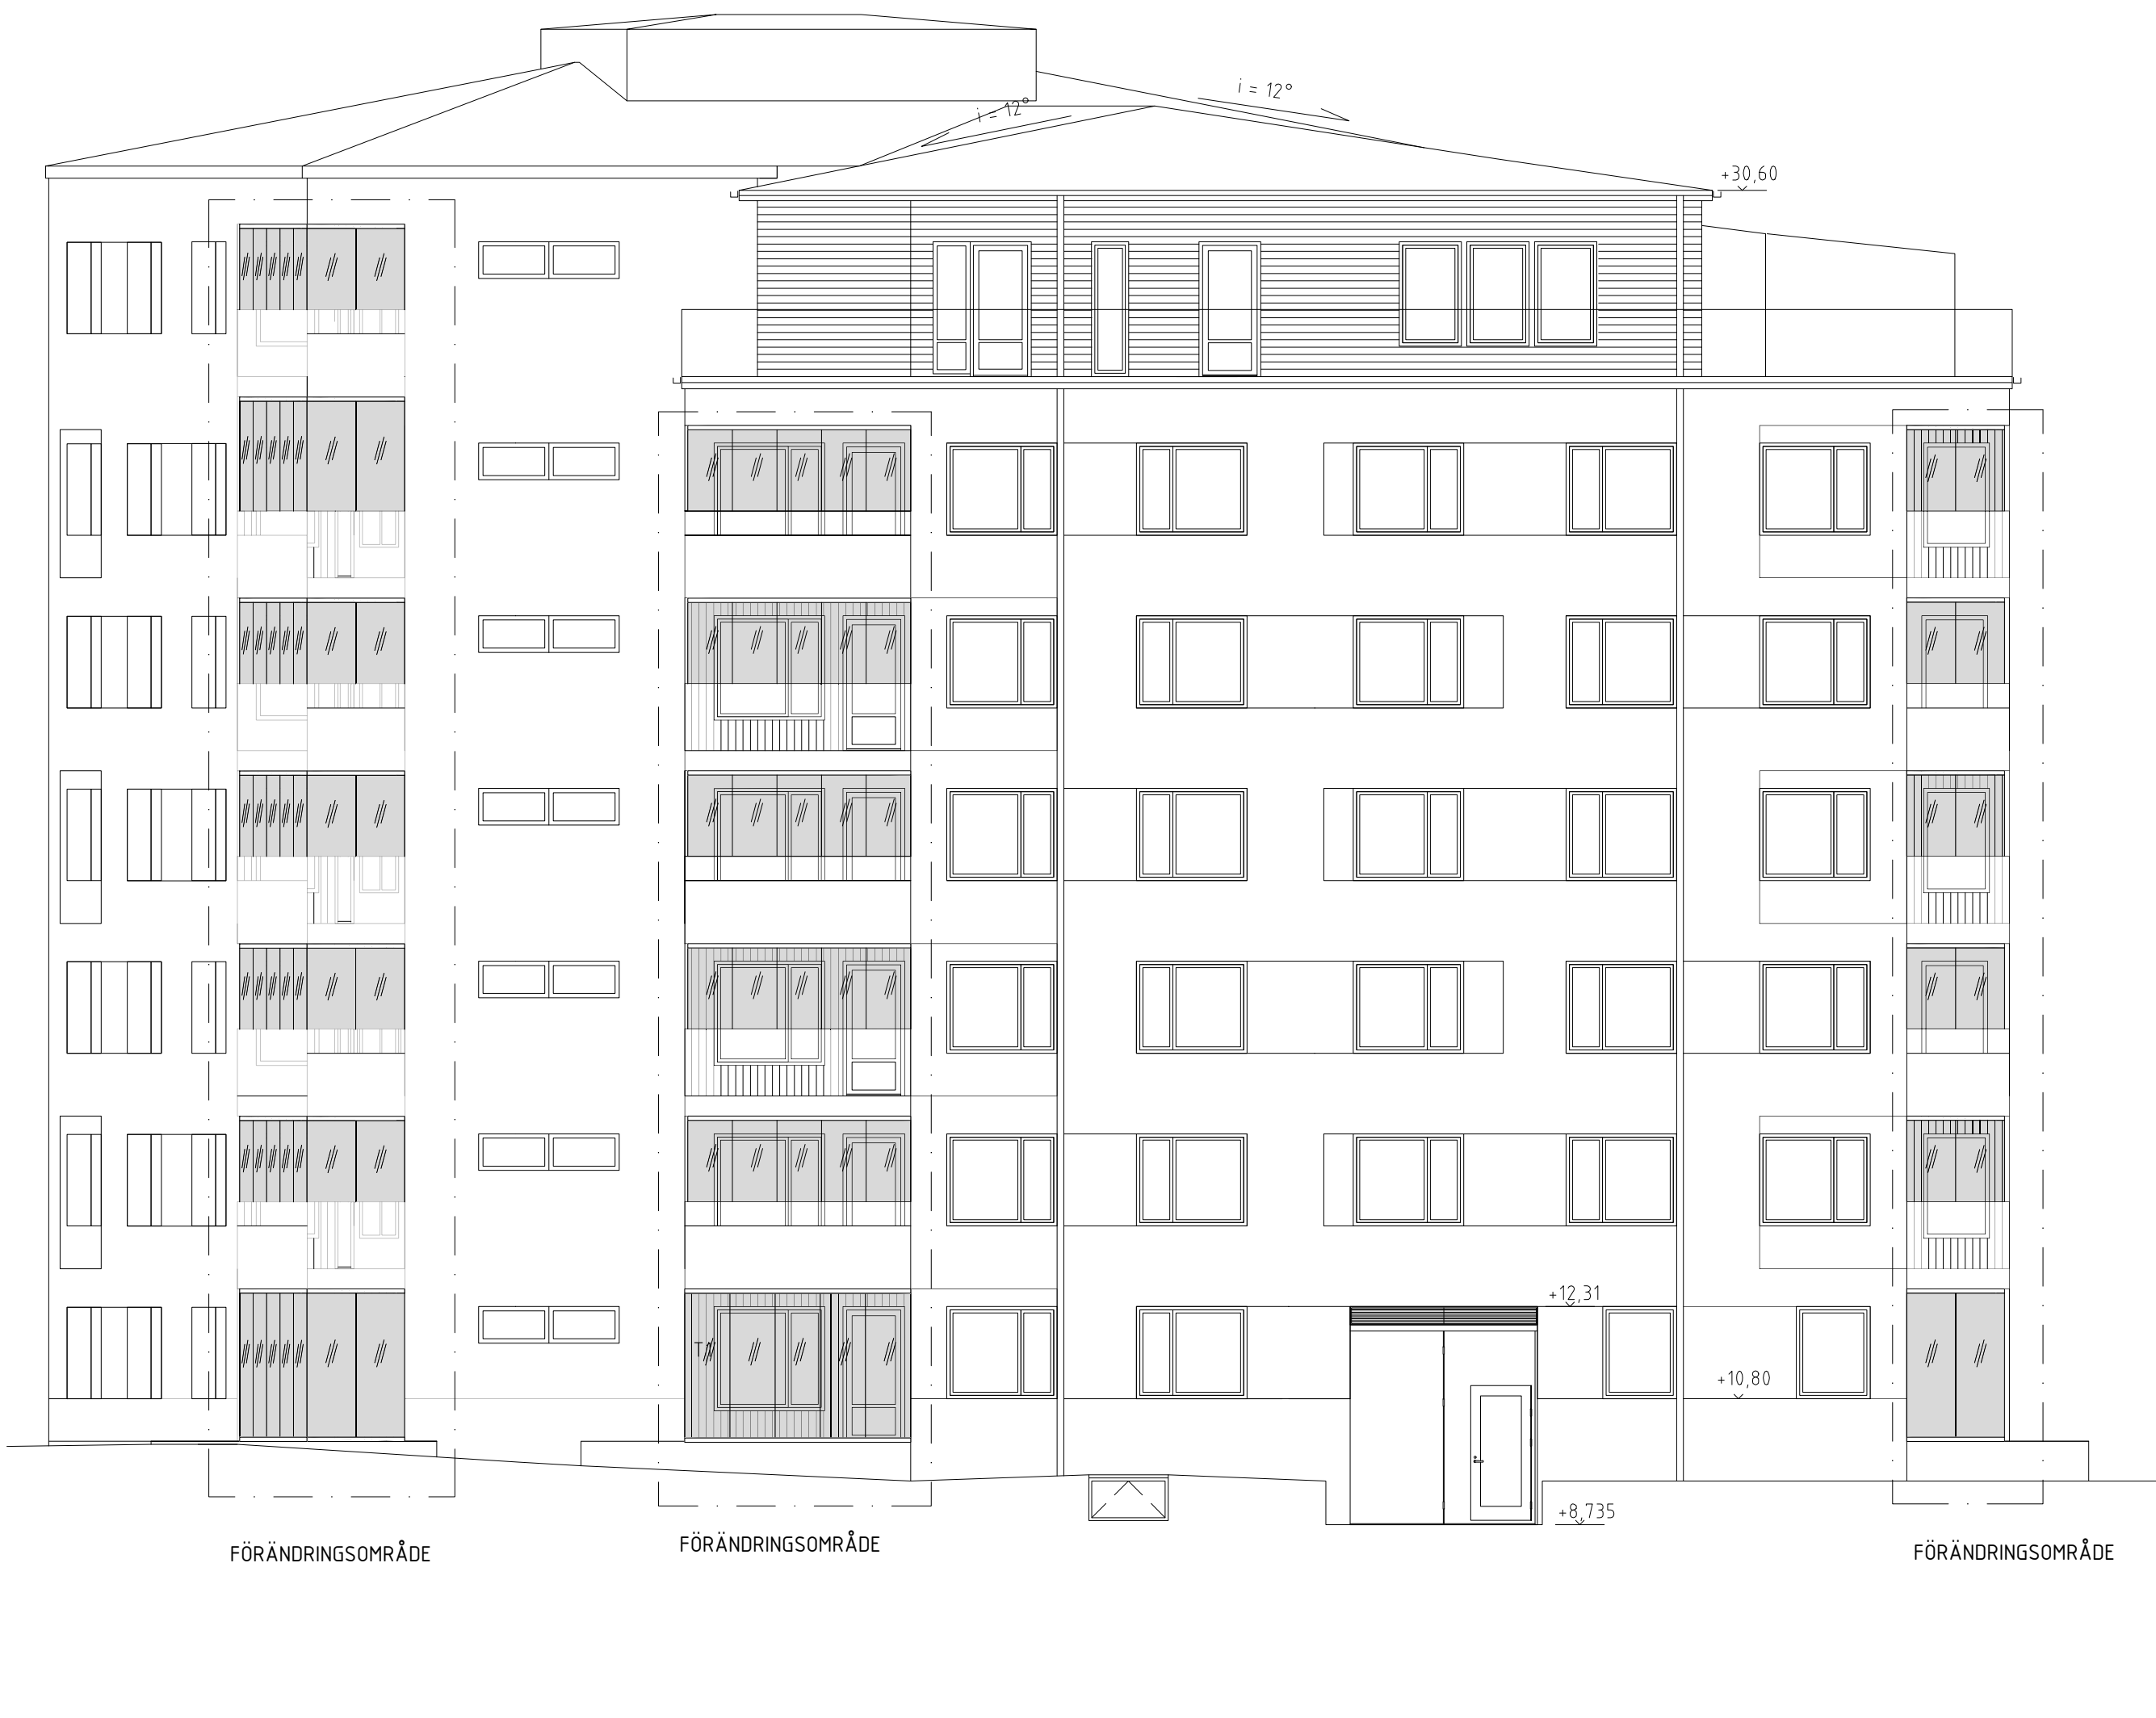 i = 12°
i = 12°
+30,60
+12,31
+10,80
+8,735
FÖRÄNDRINGSOMRÅDE
FÖRÄNDRINGSOMRÅDE
FÖRÄNDRINGSOMRÅDE